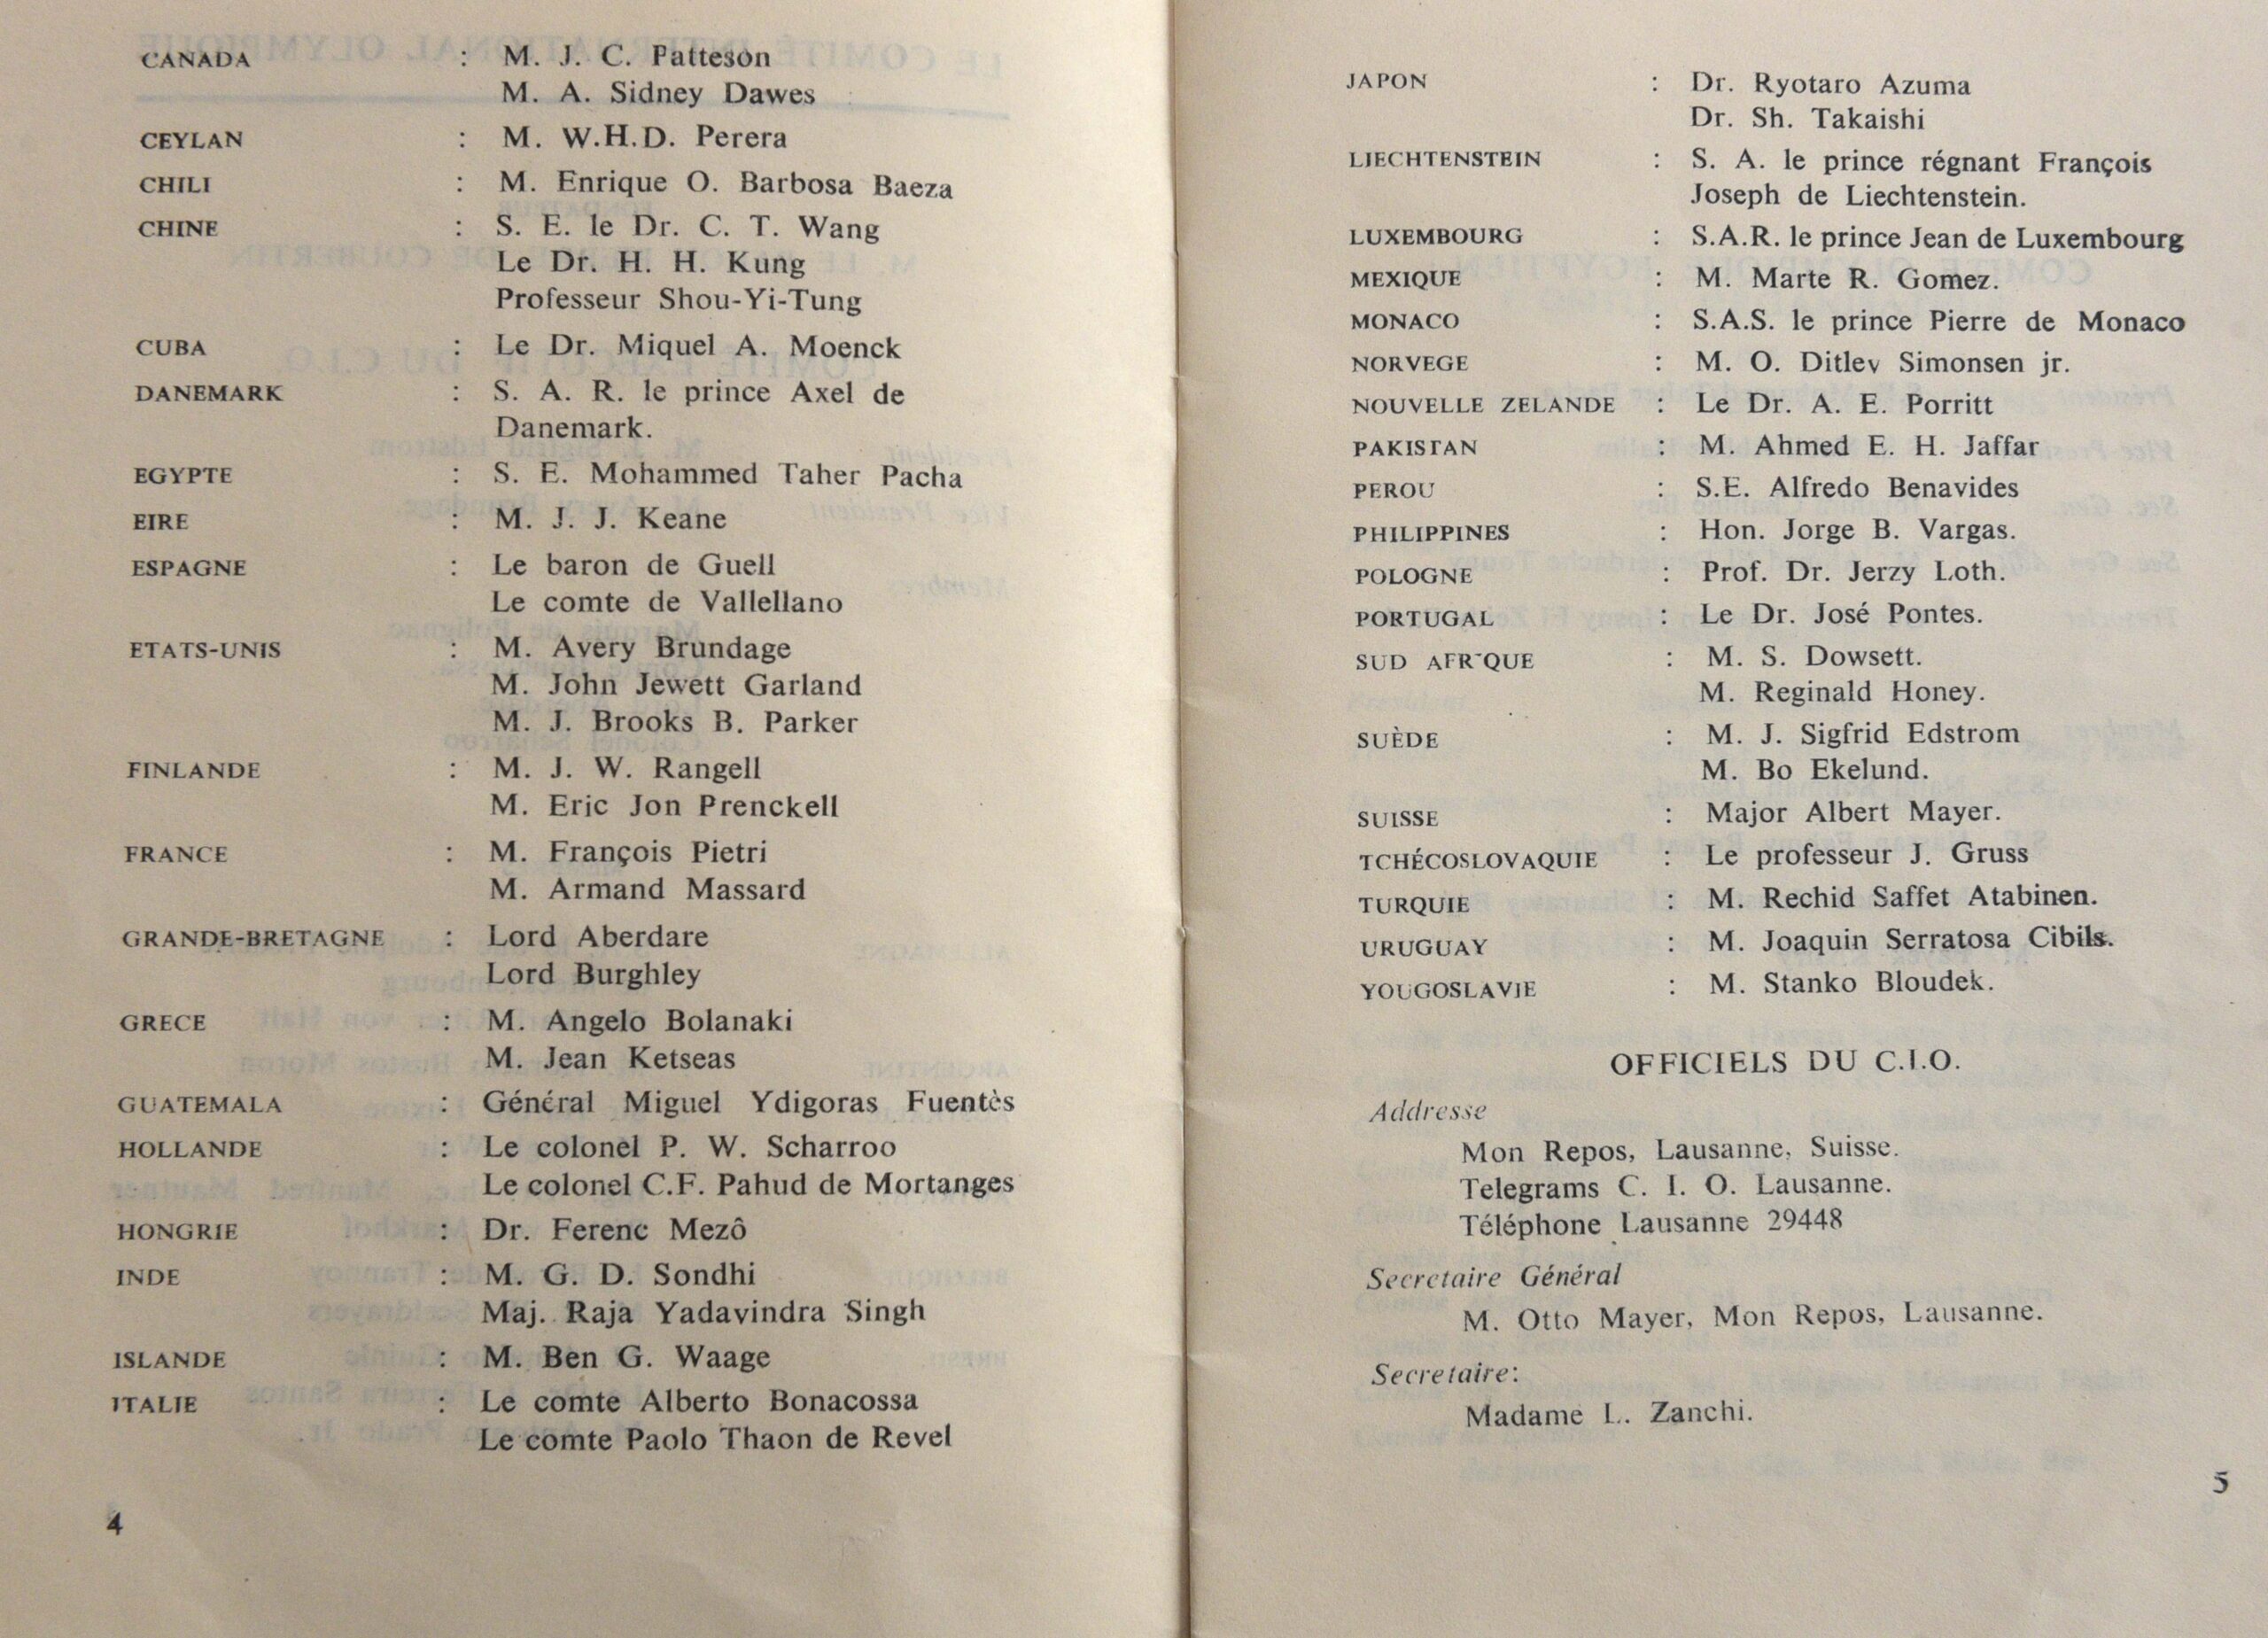 CANADA : M. J. C. Patteson
M. A. Sidney Dawes
CEYLAN : M. W.H.D. Perera
CHILI : M. Enrique O. Barbosa Baeza
CHINE : S. E. le Dr. C. T. Wang
Le Dr. H. H. Kung
Professeur Shou-Yi-Tung
CUBA : Le Dr. Miquel A. Moenck
DANEMARK : S. A. R. le prince Axel de
Danemark.
EGYPTE : S. E. Mohammed Taher Pacha
EIRE : M. J. J. Keane
ESPAGNE : Le baron de Guell
Le comte de Vallellano
ETATS-UNIS : M. Avery Brundage
M. John Jewett Garland
M. J. Brooks B. Parker
FINLANDE : M. J. W. Rangell
M. Eric Jon Prenckell
FRANCE : M. François Pietri
M. Armand Massard
GRANDE-BRETAGNE : Lord Aberdare
Lord Burghley
GRECE : M. Angelo Bolanaki
M. Jean Ketseas
GUATEMALA : Général Miguel Ydigoras Fuentès
HOLLANDE : Le colonel P. W. Scharroo
Le colonel C.F. Pahud de Mortanges
HONGRIE : Dr. Ferenc Mezô
INDE : M. G. D. Sondhi
Maj. Raja Yadavindra Singh
ISLANDE : M. Ben G. Waage
ITALIE : Le comte Alberto Bonacossa
Le comte Paolo Thaon de Revel
4
JAPON : Dr. Ryotaro Azuma
Dr. Sh. Takaishi
LIECHTENSTEIN : S. A. le prince régnant François
Joseph de Liechtenstein.
LUXEMBOURG : S.A.R. le prince Jean de Luxembourg
MEXIQUE : M. Marte R. Gomez.
MONACO : S.A.S. le prince Pierre de Monaco
NORVEGE : M. O. Ditlev Simonsen jr.
NOUVELLE ZELANDE : Le Dr. A. E. Porritt
PAKISTAN : M. Ahmed E. H. Jaffar
PEROU : S.E. Alfredo Benavides
PHILIPPINES : Hon. Jorge B. Vargas.
POLOGNE : Prof. Dr. Jerzy Loth.
PORTUGAL : Le Dr. José Pontes.
SUD AFRIQUE : M. S. Dowsett.
M. Reginald Honey.
SUÈDE : M. J. Sigfrid Edstrom
M. Bo Ekelund.
SUISSE : Major Albert Mayer.
TCHÉCOSLOVAQUIE : Le professeur J. Gruss
TURQUIE : M. Rechid Saffet Atabinen.
URUGUAY : M. Joaquin Serratosa Cibils.
YOUGOSLAVIE : M. Stanko Bloudek.
OFFICIELS DU C.I.O.
Addresse
Mon Repos, Lausanne, Suisse.
Telegrams C. I. O. Lausanne.
Téléphone Lausanne 29448
Secretaire Général
M. Otto Mayer, Mon Repos, Lausanne.
Secretaire:
Madame L. Zanchi.
5